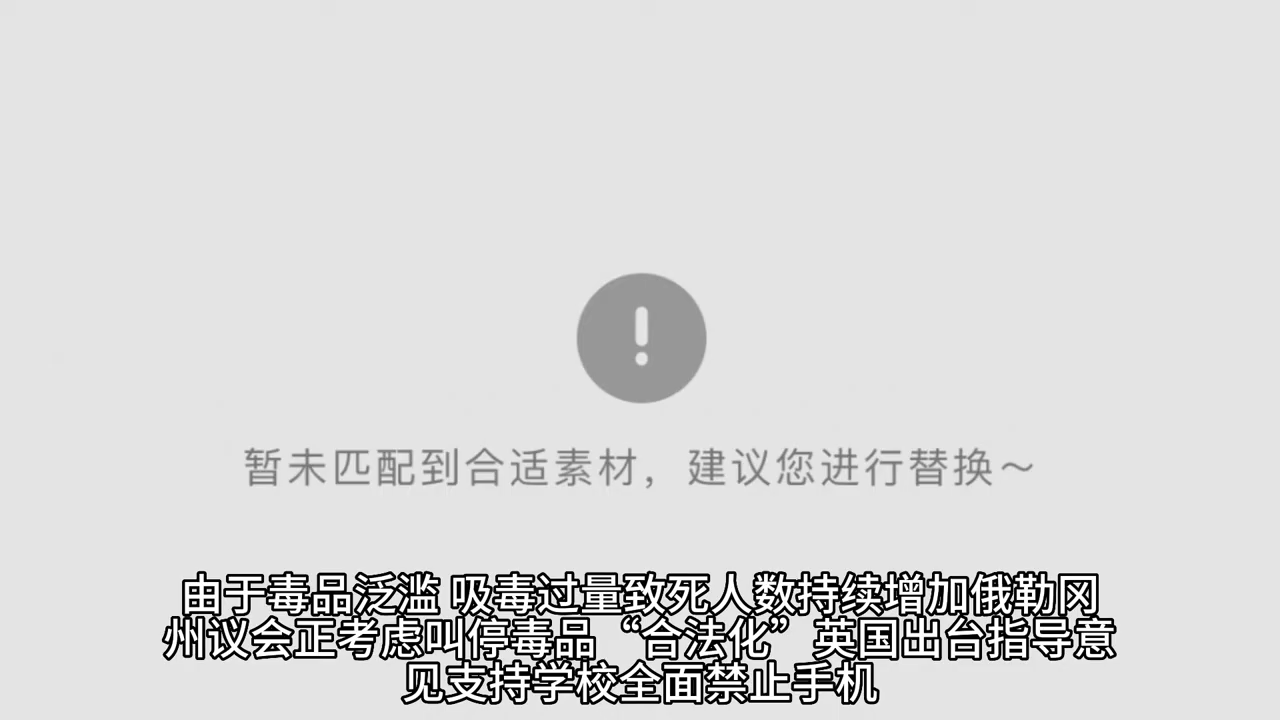 暂未匹配到合适素材，建议您进行替换～
由于毒品泛滥 吸毒过量致死人数持续增加俄勒冈
州议会正考虑叫停毒品“合法化”英国出台指导意
见支持学校全面禁止手机